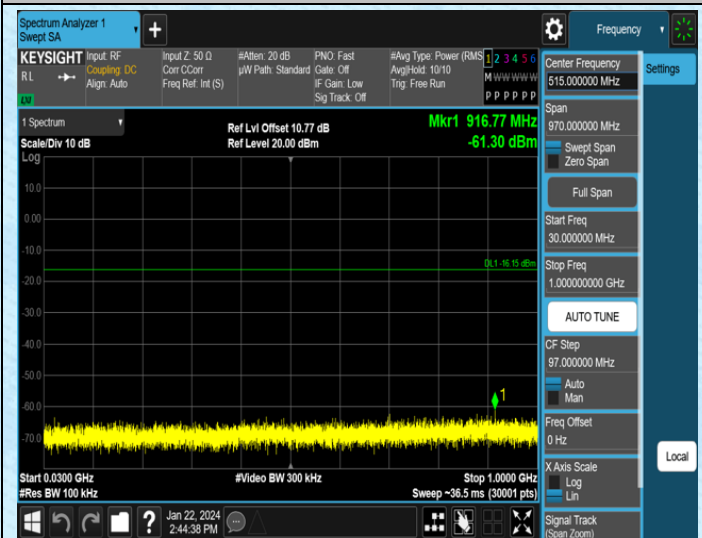 Spectrum Analyzer 1
Swept SA
+
Frequency
KEYSIGHT
RL
LXI
Input: RF
Coupling: DC
Align: Auto
Input Z: 50 Ω
Corr CCorr
Freq Ref: Int (S)
#Atten: 20 dB
µW Path: Standard
PNO: Fast
Gate: Off
IF Gain: Low
Sig Track: Off
#Avg Type: Power (RMS
Avg|Hold: 10/10
Trig: Free Run
1 2 3 4 5 6
M W W W W W
P P P P P P
1 Spectrum
Scale/Div 10 dB
Log
Ref Lvl Offset 10.77 dB
Ref Level 20.00 dBm
Mkr1 916.77 MHz
-61.30 dBm
10.0
0.00
-10.0
-20.0
-30.0
-40.0
-50.0
-60.0
-70.0
DL1 -16.15 dBm
1
Start 0.0300 GHz
#Res BW 100 kHz
#Video BW 300 kHz
Stop 1.0000 GHz
Sweep ~36.5 ms (30001 pts)
?
Jan 22, 2024
2:44:38 PM
Center Frequency
515.000000 MHz
Span
970.000000 MHz
Swept Span
Zero Span
Full Span
Start Freq
30.000000 MHz
Stop Freq
1.000000000 GHz
AUTO TUNE
CF Step
97.000000 MHz
Auto
Man
Freq Offset
0 Hz
X Axis Scale
Log
Lin
Signal Track
(Span Zoom)
Settings
Local